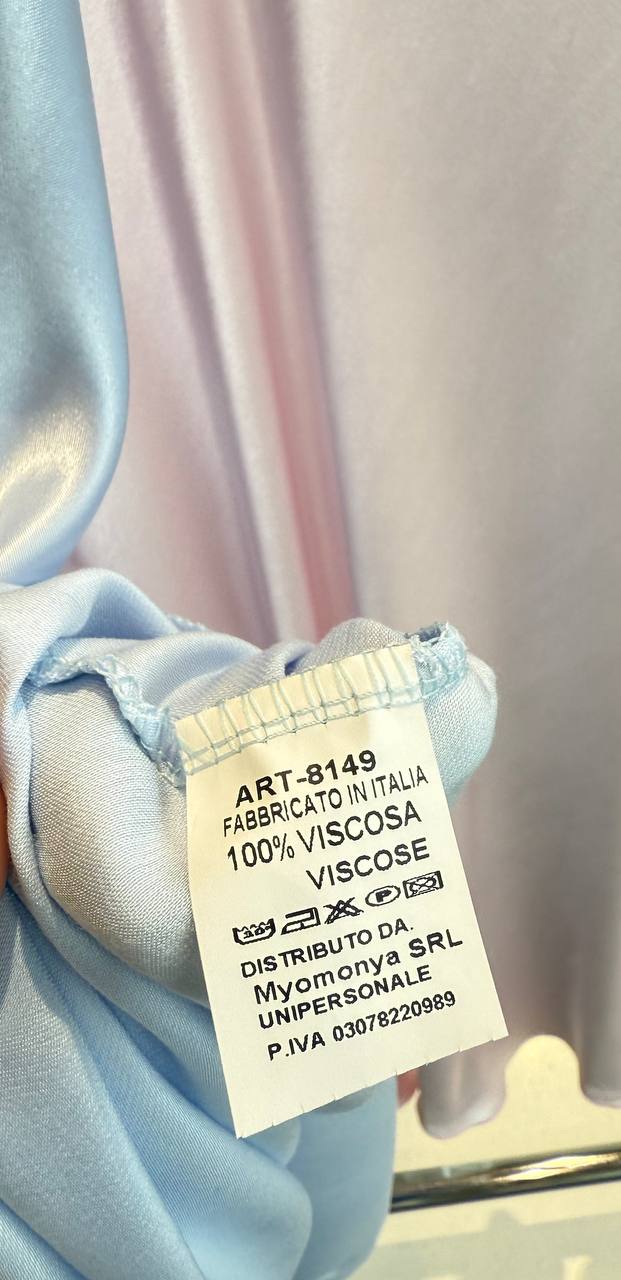 ART-8149
FABBRICATO IN ITALIA
100% VISCOSA
VISCOSE
P
DISTRIBUTO DA.
Myomonya SRL
UNIPERSONALE
P.IVA 03078220989